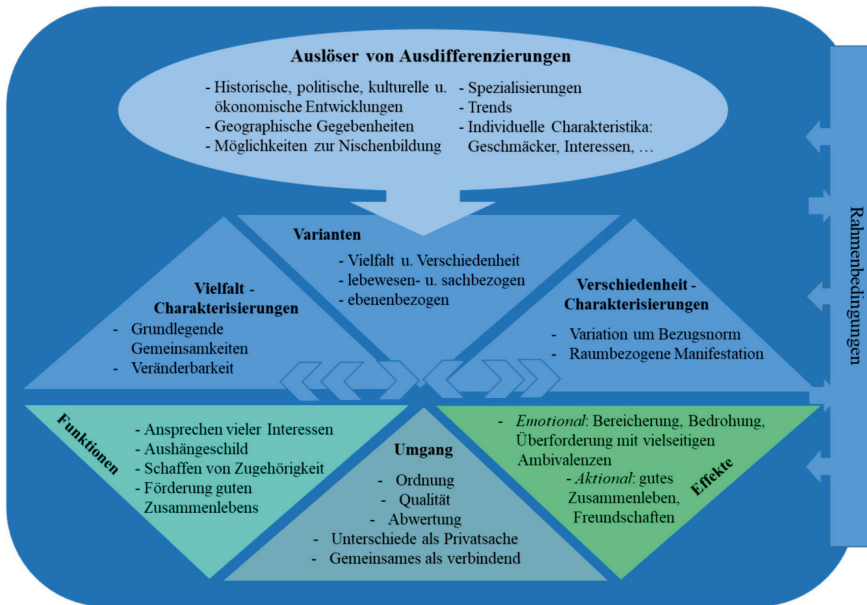 Auslöser von Ausdifferenzierungen
- Historische, politische, kulturelle u.
ökonomische Entwicklungen
- Geographische Gegebenheiten
- Möglichkeiten zur Nischenbildung
- Spezialisierungen
- Trends
- Individuelle Charakteristika:
Geschmäcker, Interessen, …
Varianten
- Vielfalt u. Verschiedenheit
- lebewesen- u. sachbezogen
- ebenenbezogen
Vielfalt -
Charakterisierungen
- Grundlegende
Gemeinsamkeiten
- Veränderbarkeit
Verschiedenheit -
Charakterisierungen
- Variation um Bezugsnorm
- Raumbezogene Manifestation
Funktionen
- Ansprechen vieler Interessen
- Aushängeschild
- Schaffen von Zugehörigkeit
- Förderung guten
Zusammenlebens
Umgang
- Ordnung
- Qualität
- Abwertung
- Unterschiede als Privatsache
- Gemeinsames als verbindend
- Emotional: Bereicherung, Bedrohung,
Überforderung mit vielseitigen
Ambivalenzen
- Aktional: gutes
Zusammenleben,
Freundschaften
Effekte
Rahmenbedingungen